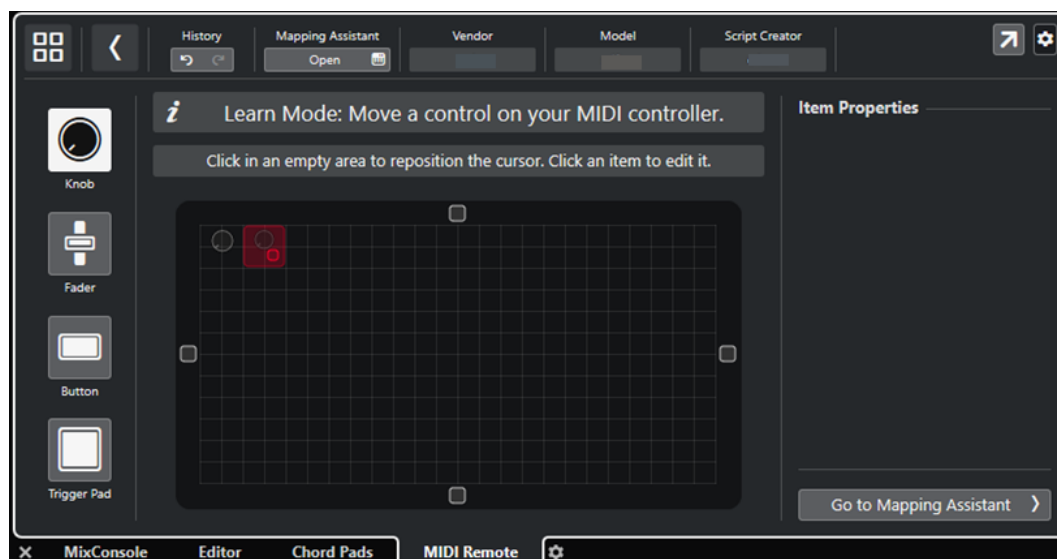 History
Mapping Assistant
Vendor
Model
Script Creator
Open
i Learn Mode: Move a control on your MIDI controller.
Click in an empty area to reposition the cursor. Click an item to edit it.
Item Properties
Knob
Fader
Button
Trigger Pad
Go to Mapping Assistant
MixConsole
Editor
Chord Pads
MIDI Remote